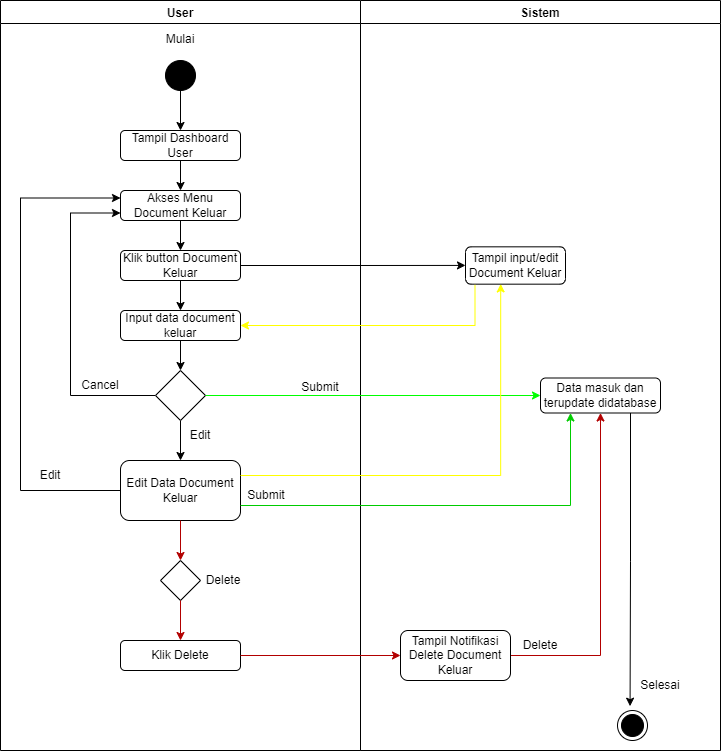 User
Sistem
Mulai
Tampil Dashboard
User
Akses Menu
Document Keluar
Klik button Document
Keluar
Tampil input/edit
Document Keluar
Input data document
keluar
Cancel
Submit
Data masuk dan
terupdate didatabase
Edit
Edit
Edit Data Document
Keluar
Submit
Delete
Klik Delete
Tampil Notifikasi
Delete Document
Keluar
Delete
Selesai